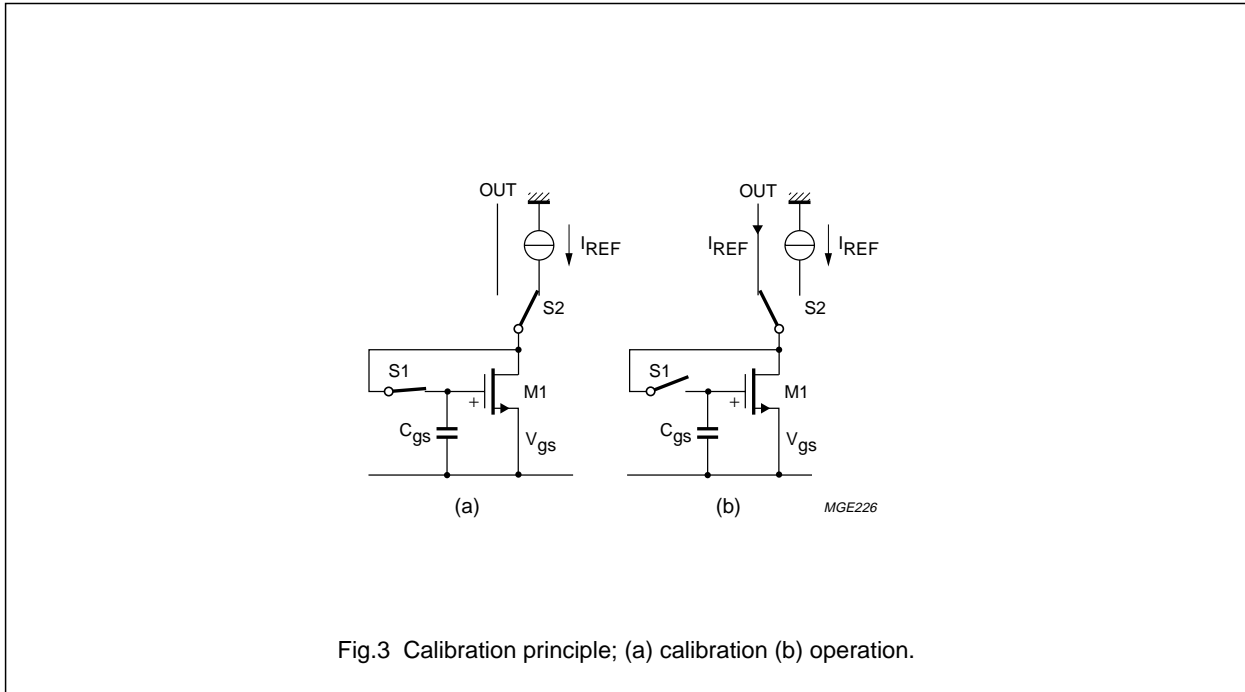 OUT
I_REF
S2
S1
M1
+
C_gs
V_gs
(a)
OUT
I_REF
I_REF
S2
S1
M1
+
C_gs
V_gs
(b)
MGE226
Fig.3 Calibration principle; (a) calibration (b) operation.